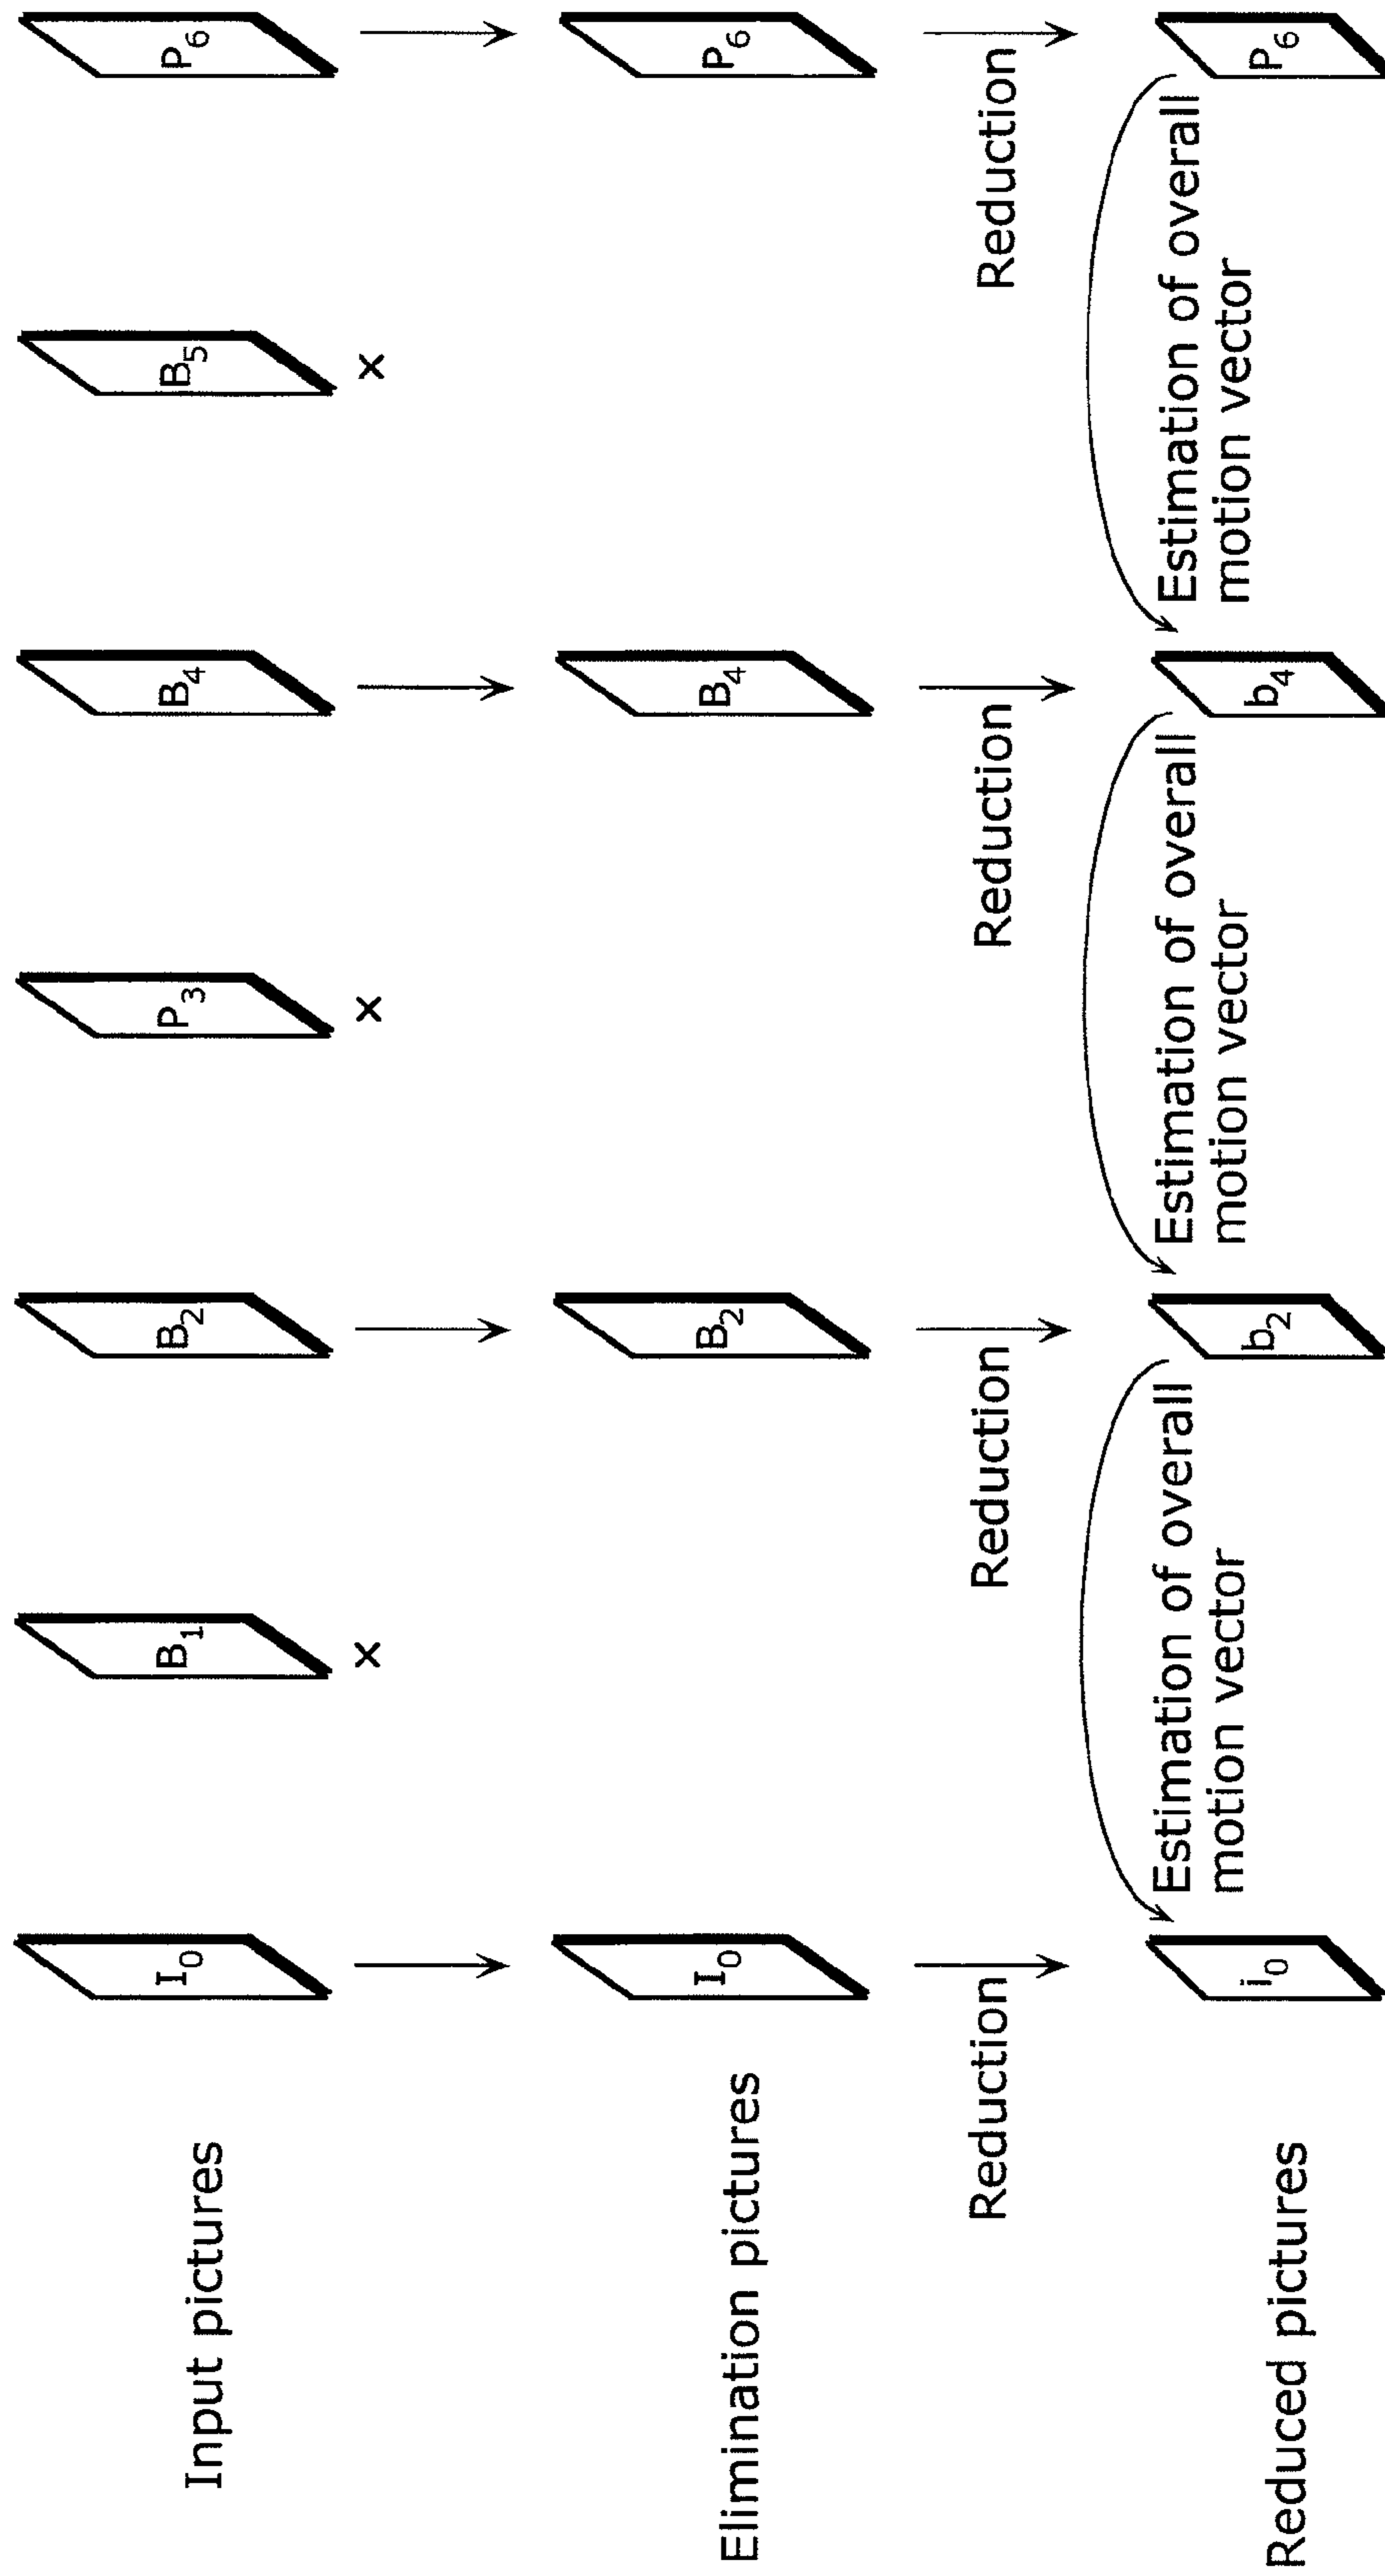 Input pictures
I₀
B₁
B₂
P₃
B₄
B₅
P₆
×
×
×
Elimination pictures
I₀
B₂
B₄
P₆
Reduction
Reduction
Reduction
Reduction
Estimation of overall
motion vector
Estimation of overall
motion vector
Estimation of overall
motion vector
Reduced pictures
i₀
b₂
b₄
P₆